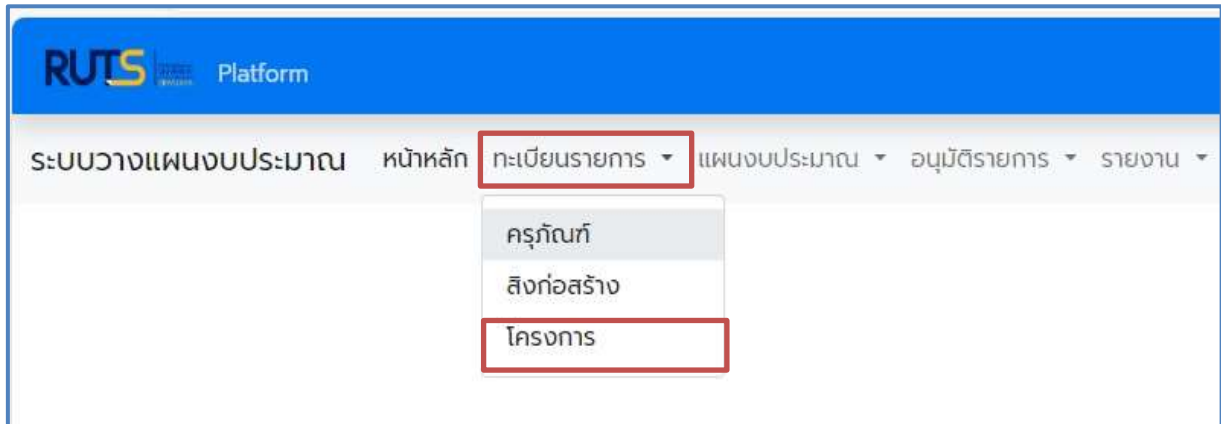 RUTS Platform
ระบบวางแผนงบประมาณ หน้าหลัก ทะเบียนรายการ แผนงบประมาณ อนุมัติรายการ รายงาน
ครุภัณฑ์
สิงก่อสร้าง
โครงการ